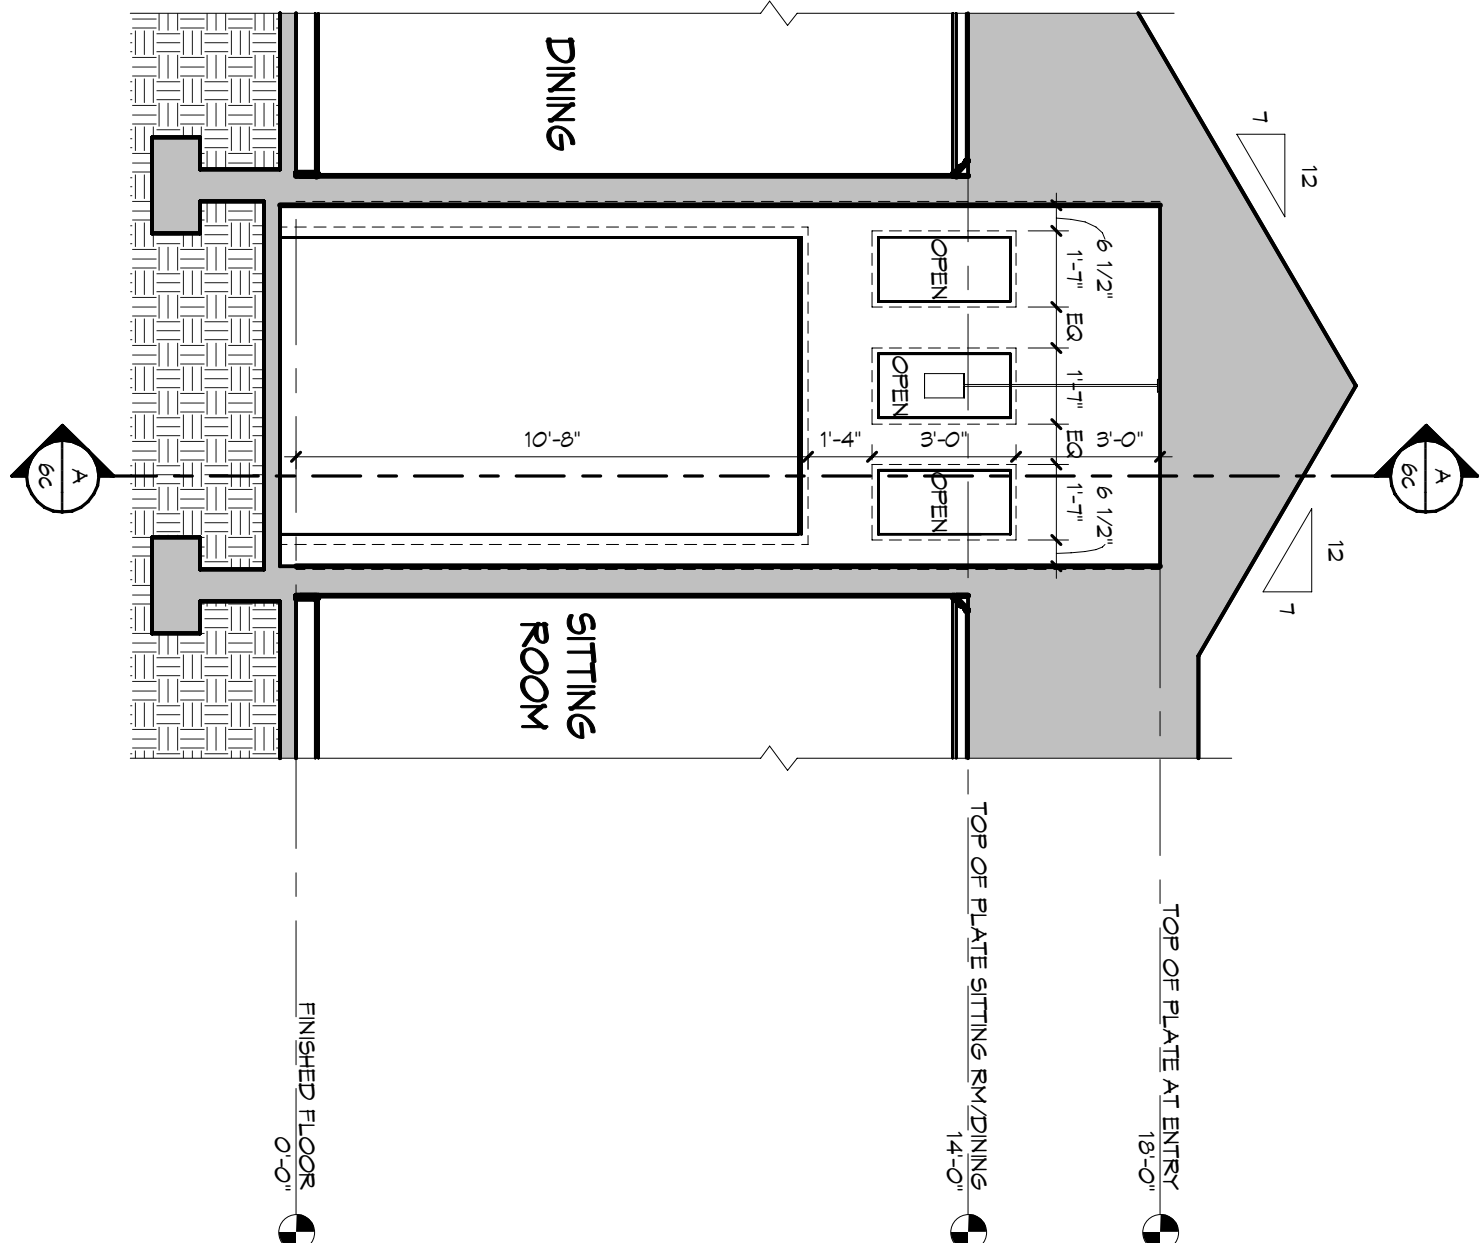 DINING
7
12
OPEN
6 1/2"
1'-7"
EQ
OPEN
1'-7"
EQ
10'-8"
1'-4"
3'-0"
3'-0"
OPEN
1'-7"
6 1/2"
A
6C
A
6C
12
7
SITTING
ROOM
TOP OF PLATE AT ENTRY
18'-0"
TOP OF PLATE SITTING RM/DINING
14'-0"
FINISHED FLOOR
0'-0"